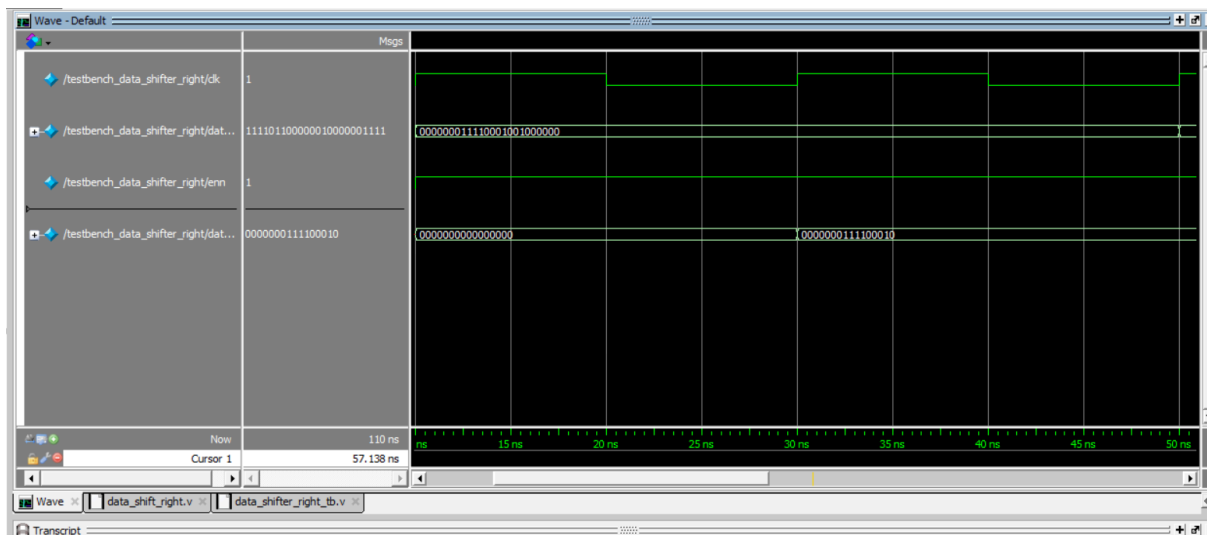 Wave - Default
Msgs
/testbench_data_shifter_right/clk 1
/testbench_data_shifter_right/dat... 111101100000010000001111 000000011110001001000000
/testbench_data_shifter_right/enn 1
/testbench_data_shifter_right/dat... 0000000111100010 0000000000000000 0000000111100010
Now 110 ns ns 15 ns 20 ns 25 ns 30 ns 35 ns 40 ns 45 ns 50 ns
Cursor 1 57.138 ns
Wave data_shift_right.v data_shifter_right_tb.v
Transcript